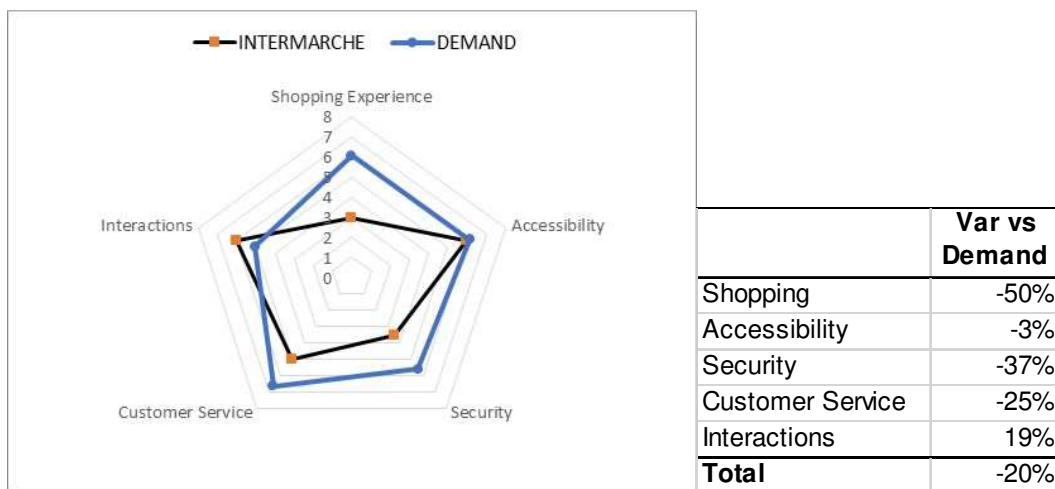 INTERMARCHE DEMAND
Shopping Experience
8
7
6
5
4
3
2
1
0
Interactions
Accessibility
Customer Service
Security
Var vs
Demand
Shopping -50%
Accessibility -3%
Security -37%
Customer Service -25%
Interactions 19%
Total -20%